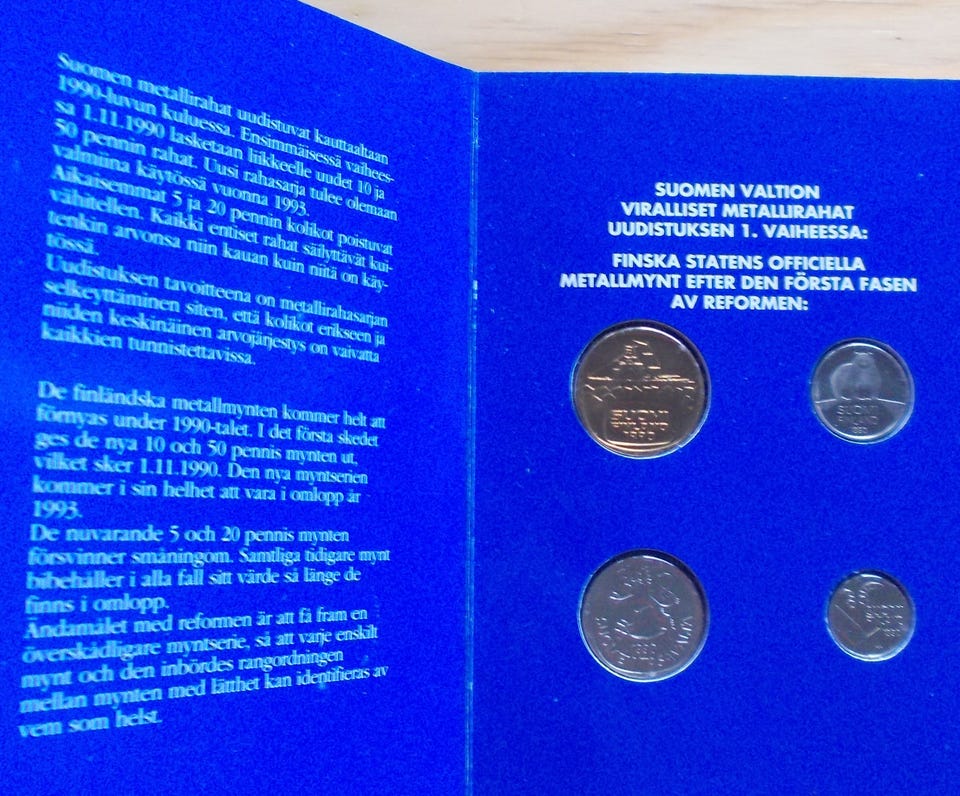 Suomen metallirahat uudistuvat kauttaaltaan
1990-luvun kuluessa. Ensimmäisessä vaihees-
sa 1.11.1990 lasketaan liikkeelle uudet 10 ja
50 pennin rahat. Uusi rahasarja tulee olemaan
valmiina käytössä vuonna 1993.
Aikaisemmat 5 ja 20 pennin kolikot poistuvat
vähitellen. Kaikki entiset rahat säilyttävät kui-
tenkin arvonsa niin kauan kuin niitä on käy-
tössä.
Uudistuksen tavoitteena on metallirahasarjan
selkeyttäminen siten, että kolikot erikseen ja
niiden keskinäinen arvojärjestys on vaivatta
kaikkien tunnistettavissa.
De finländska metallmynten kommer helt att
förnyas under 1990-talet. I det första skedet
ges de nya 10 och 50 pennis mynten ut,
vilket sker 1.11.1990. Den nya myntserien
kommer i sin helhet att vara i omlopp år
1993.
De nuvarande 5 och 20 pennis mynten
försvinner småningom. Samtliga tidigare mynt
bibehåller i alla fall sitt värde så länge de
finns i omlopp.
Ändamålet med reformen är att få fram en
överskådligare myntserie, så att varje enskilt
mynt och den inbördes rangordningen
mellan mynten med lätthet kan identifieras av
vem som helst.
SUOMEN VALTION
VIRALLISET METALLIRAHAT
UUDISTUKSEN 1. VAIHEESSA:
FINSKA STATENS OFFICIELLA
METALLMYNT EFTER DEN FÖRSTA FASEN
AV REFORMEN:
SUOMI
FINLAND
1990
SUOMI
FINLAND
1990
1990
SUOMEN TASAVALTA
SUOMI
FINLAND
1990